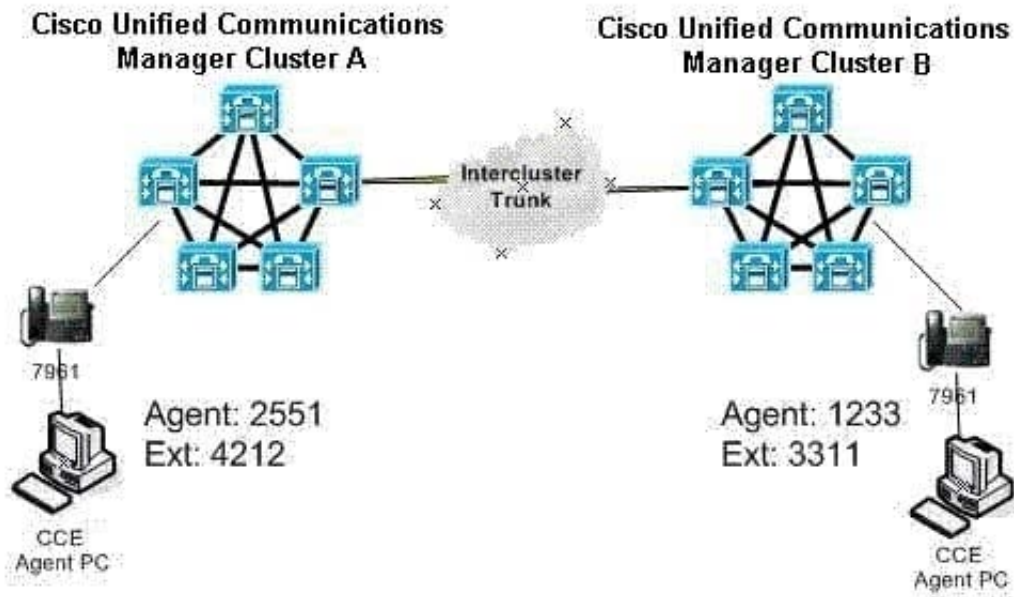 Cisco Unified Communications
Manager Cluster A
Cisco Unified Communications
Manager Cluster B
Intercluster
Trunk
7961
Agent: 2551
Ext: 4212
CCE
Agent PC
7961
Agent: 1233
Ext: 3311
CCE
Agent PC